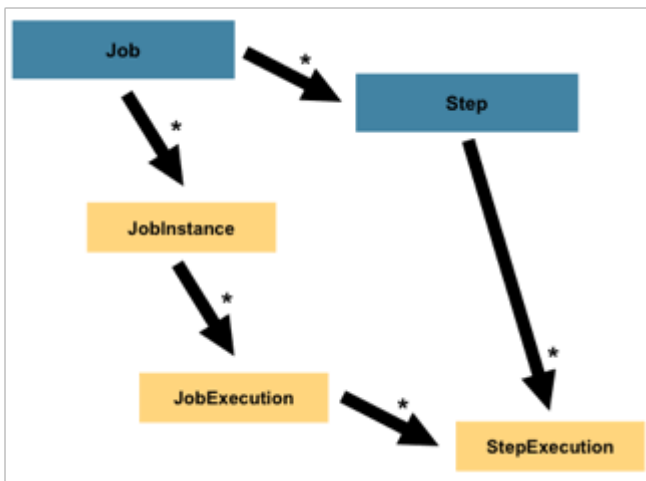 Job
*
Step
*
JobInstance
*
*
JobExecution
*
StepExecution